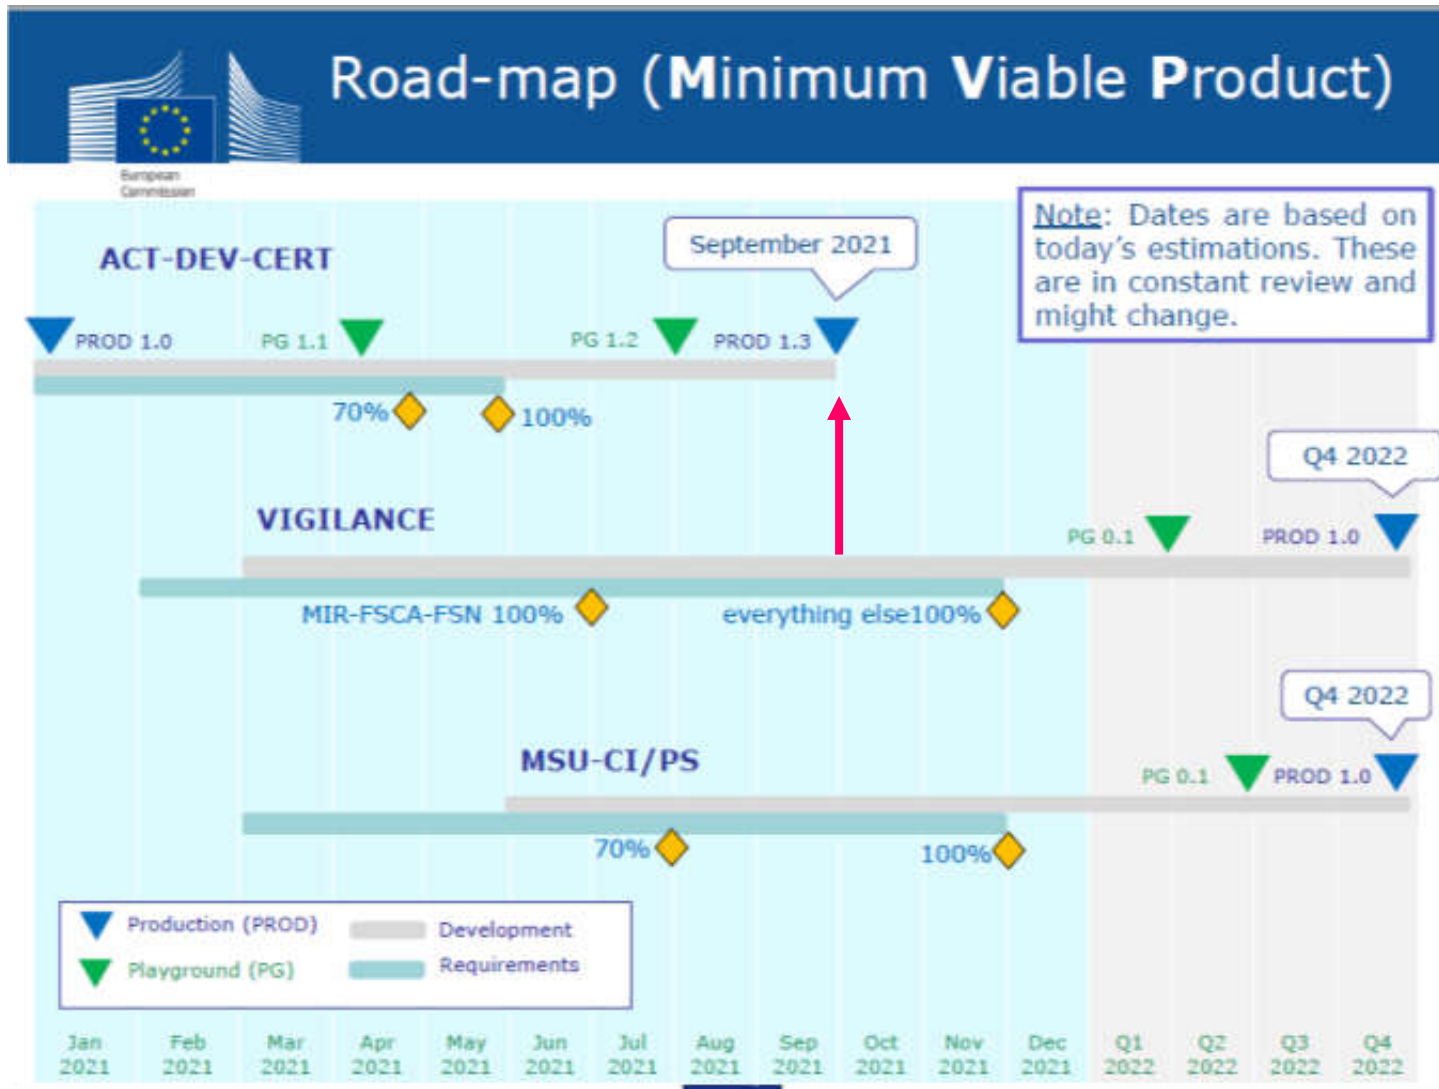 Road-map (Minimum Viable Product)
European
Commission
Note: Dates are based on
today's estimations. These
are in constant review and
might change.
ACT-DEV-CERT
September 2021
PROD 1.0
PG 1.1
PG 1.2
PROD 1.3
70%
100%
Q4 2022
VIGILANCE
PG 0.1
PROD 1.0
MIR-FSCA-FSN 100%
everything else100%
Q4 2022
MSU-CI/PS
PG 0.1
PROD 1.0
70%
100%
Production (PROD)
Development
Playground (PG)
Requirements
Jan
2021
Feb
2021
Mar
2021
Apr
2021
May
2021
Jun
2021
Jul
2021
Aug
2021
Sep
2021
Oct
2021
Nov
2021
Dec
2021
Q1
2022
Q2
2022
Q3
2022
Q4
2022